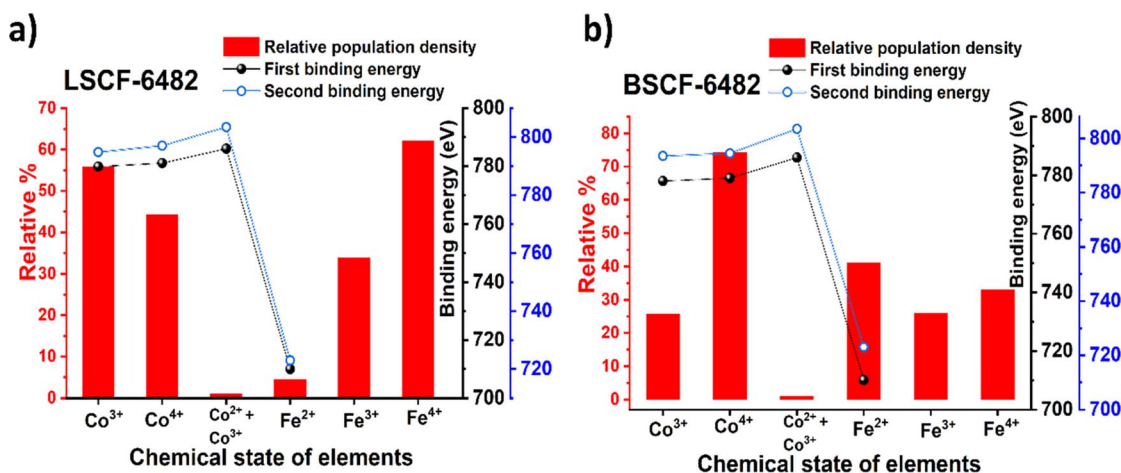 a)
LSCF-6482
Relative population density
First binding energy
Second binding energy
Relative %
70
60
50
40
30
20
10
0
Co³⁺
Co⁴⁺
Co²⁺ +
Co³⁺
Fe²⁺
Fe³⁺
Fe⁴⁺
Chemical state of elements
Binding energy (eV)
800
780
760
740
720
700
800
780
760
740
720
b)
BSCF-6482
Relative population density
First binding energy
Second binding energy
Relative %
80
70
60
50
40
30
20
10
0
Co³⁺
Co⁴⁺
Co²⁺ +
Co³⁺
Fe²⁺
Fe³⁺
Fe⁴⁺
Chemical state of elements
Binding energy (eV)
800
780
760
740
720
700
800
780
760
740
720
700